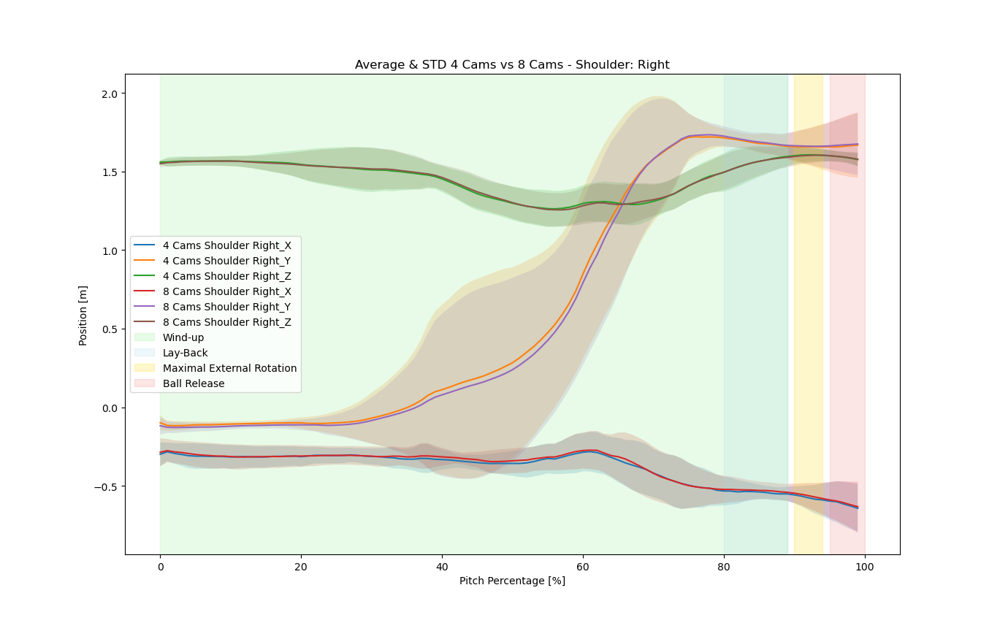 Average & STD 4 Cams vs 8 Cams - Shoulder: Right
2.0
1.5
1.0
0.5
0.0
−0.5
Position [m]
4 Cams Shoulder Right_X
4 Cams Shoulder Right_Y
4 Cams Shoulder Right_Z
8 Cams Shoulder Right_X
8 Cams Shoulder Right_Y
8 Cams Shoulder Right_Z
Wind-up
Lay-Back
Maximal External Rotation
Ball Release
0 20 40 60 80 100
Pitch Percentage [%]